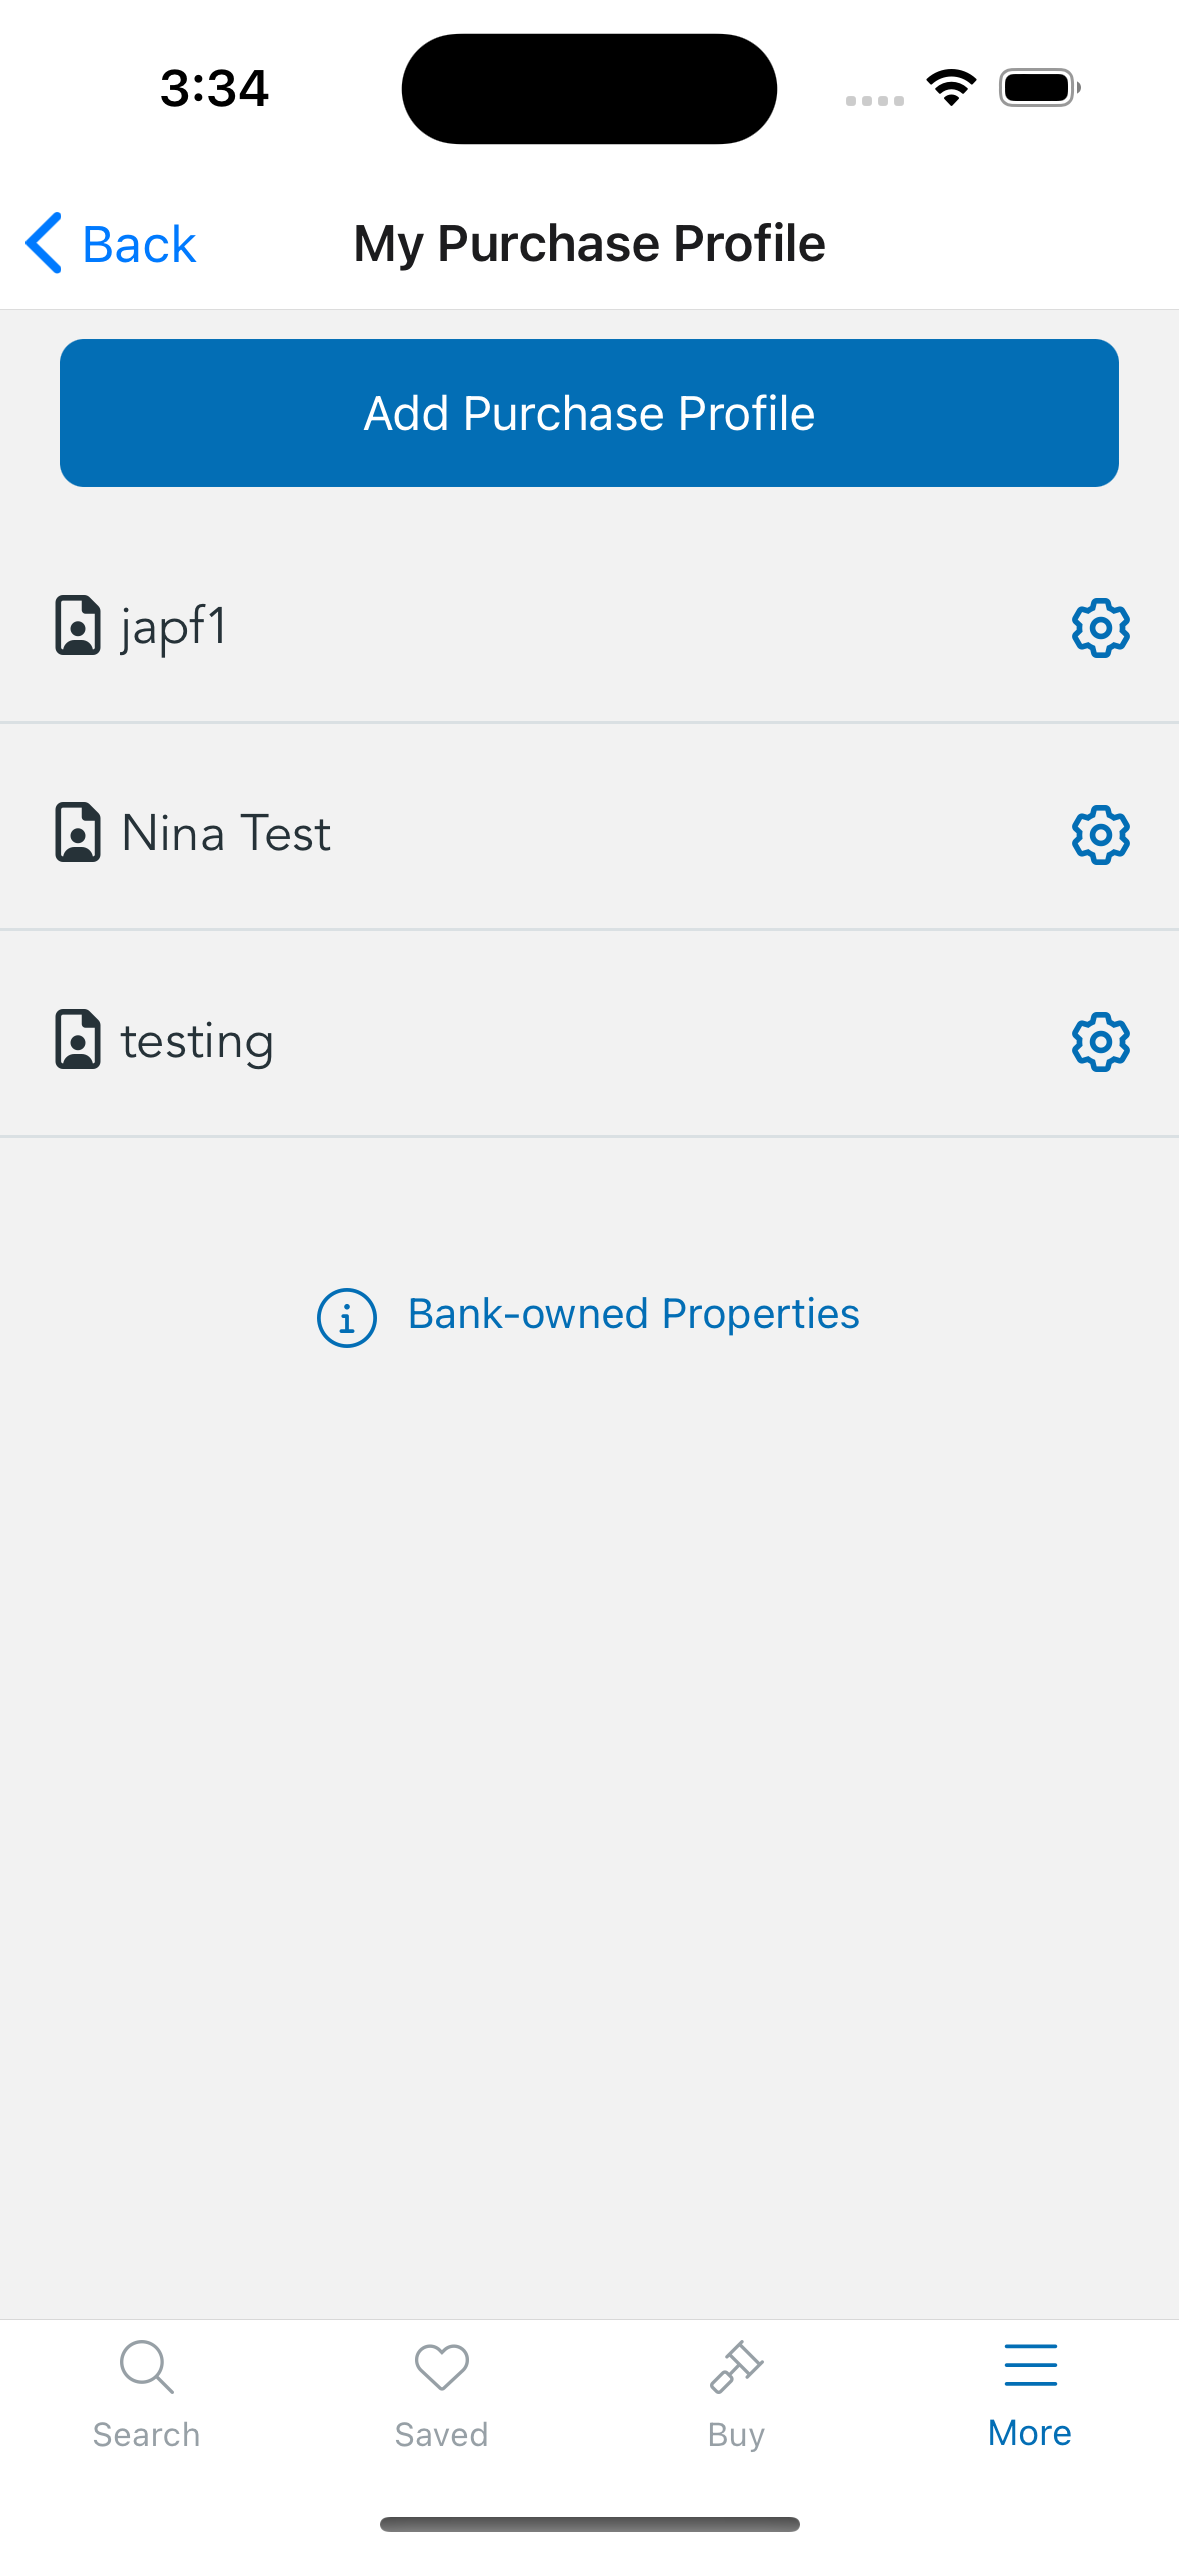 3:34
Back
My Purchase Profile
Add Purchase Profile
japf1
Nina Test
testing
Bank-owned Properties
Search
Saved
Buy
More